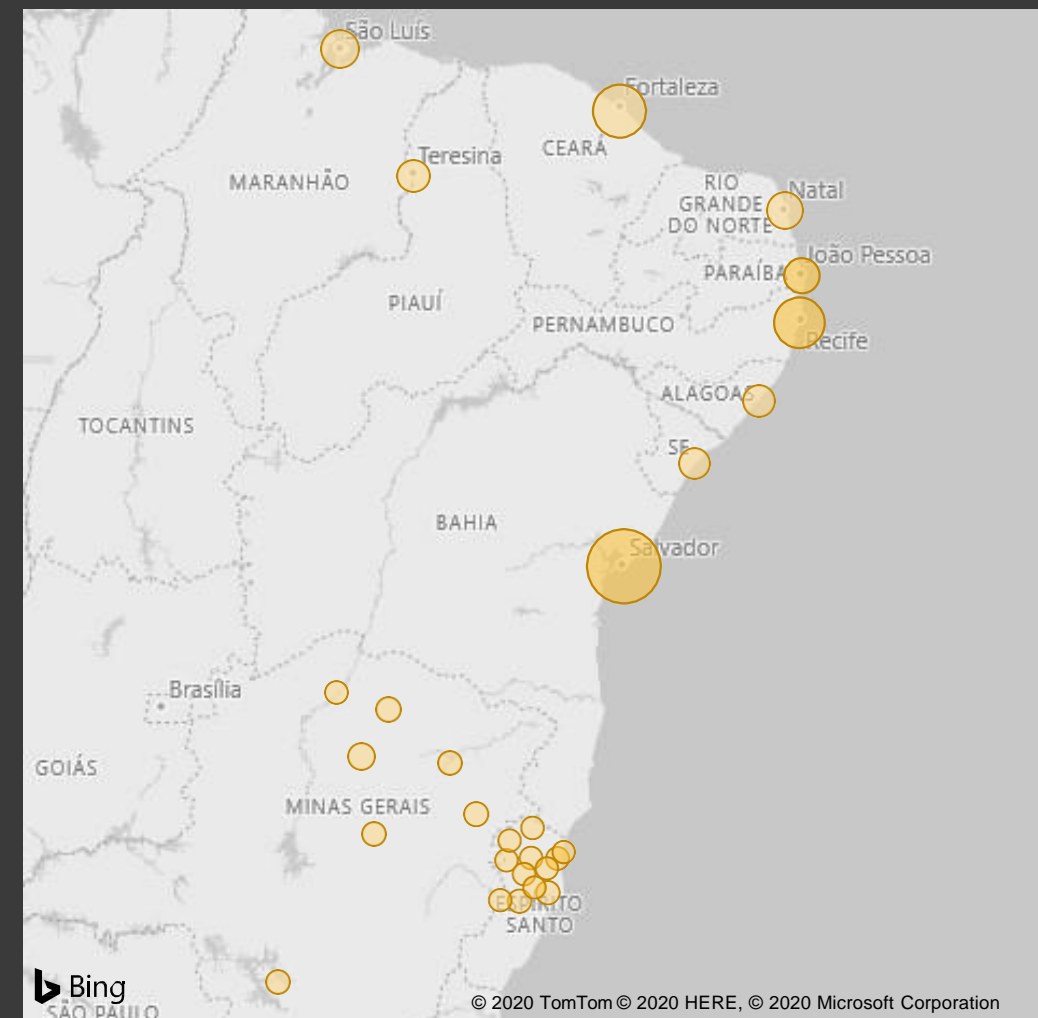 São Luís
Fortaleza
CEARÁ
Teresina
MARANHÃO
RIO
GRANDE
DO NORTE
Natal
João Pessoa
PARAÍBA
PIAUÍ
PERNAMBUCO
Recife
ALAGOAS
TOCANTINS
SE
BAHIA
Salvador
Brasília
GOIÁS
MINAS GERAIS
ESPÍRITO
SANTO
Bing
SÃO PAULO
© 2020 TomTom © 2020 HERE, © 2020 Microsoft Corporation